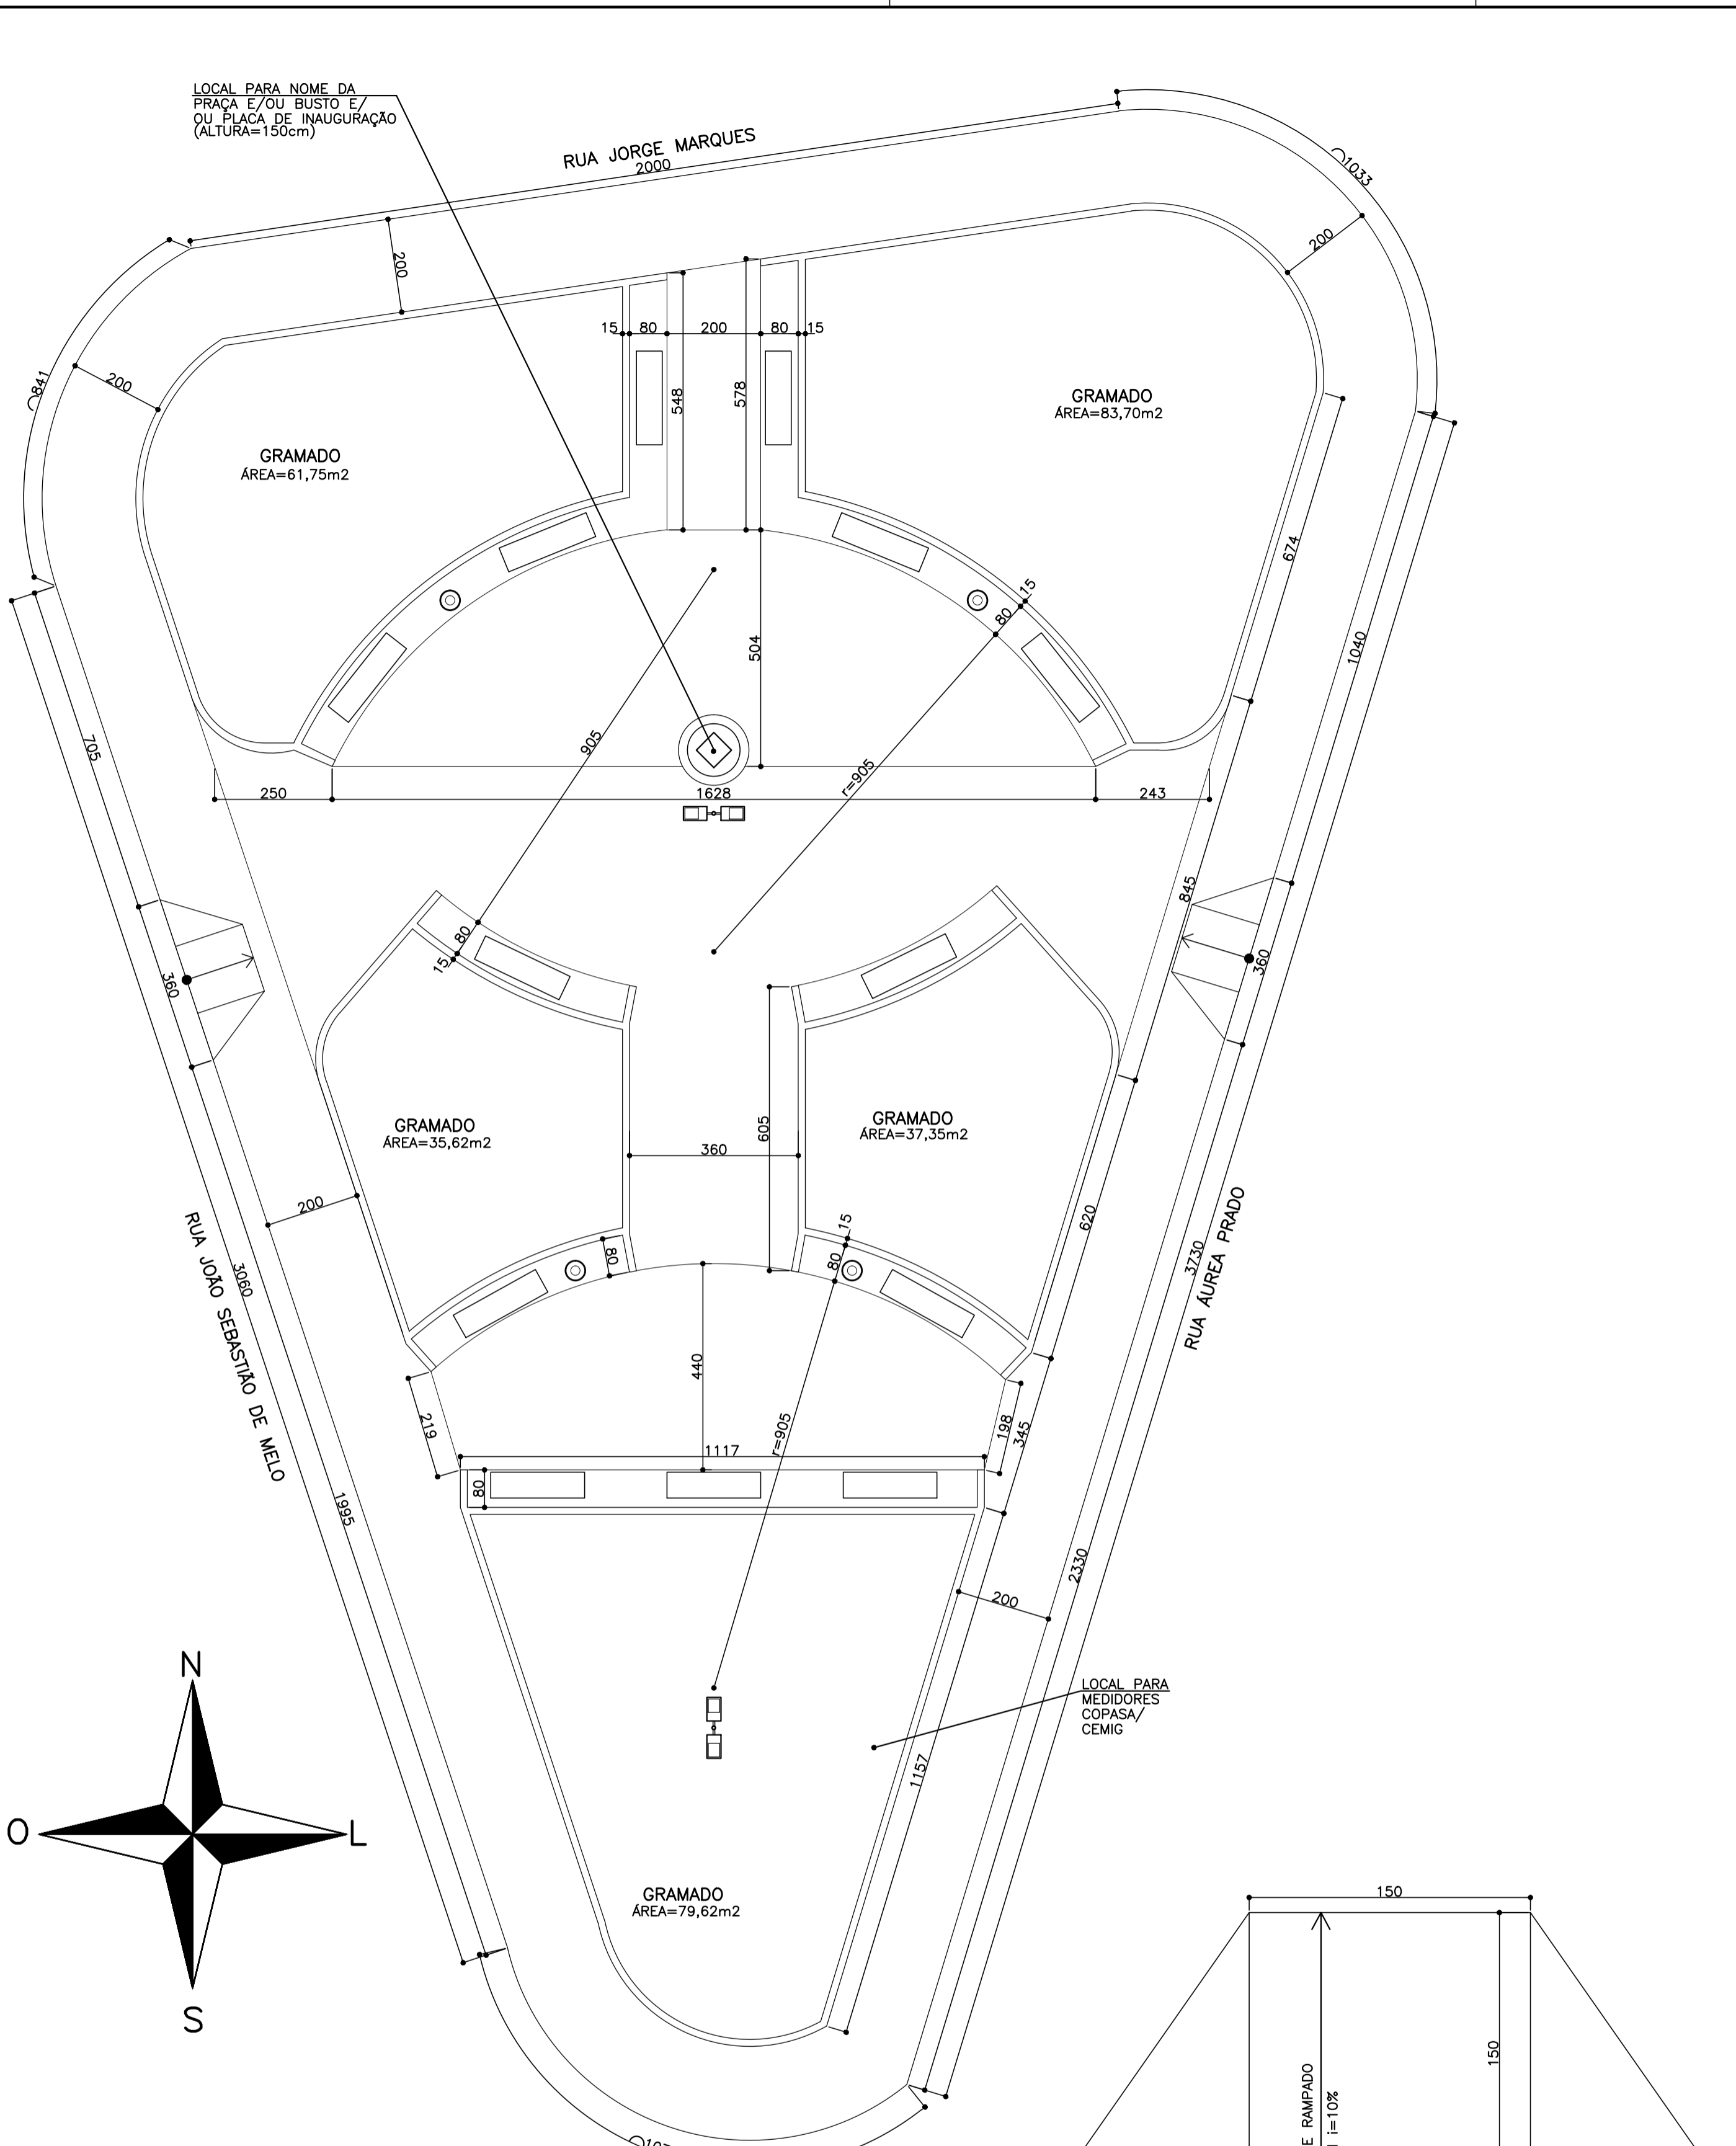 LOCAL PARA NOME DA
PRAÇA E/OU BUSTO E/
OU PLACA DE INAUGURAÇÃO
(ALTURA=150cm)
RUA JORGE MARQUES
2000
1033
200
200
841
200
15
80
200
80
15
548
578
GRAMADO
ÁREA=83,70m2
GRAMADO
ÁREA=61,75m2
674
15
80
504
1040
905
705
r=905
250
1628
243
845
80
15
360
360
GRAMADO
ÁREA=35,62m2
605
GRAMADO
ÁREA=37,35m2
360
200
15
80
80
620
RUA JOÃO SEBASTIÃO DE MELO
3060
RUA ÁUREA PRADO
3730
440
219
r=905
198
345
1117
80
1995
2330
200
LOCAL PARA
MEDIDORES
COPASA/
CEMIG
1157
N
O
L
S
GRAMADO
ÁREA=79,62m2
150
150
E RAMPADO
i=10%